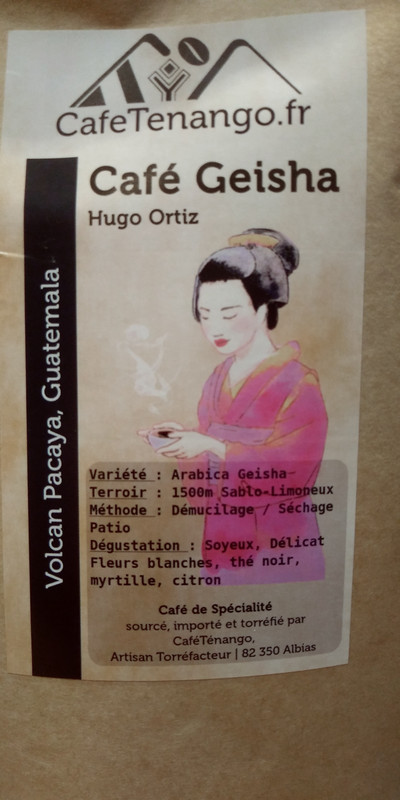 CafeTenango.fr
Café Geisha
Hugo Ortiz
Volcan Pacaya, Guatemala
Variété : Arabica Geisha
Terroir : 1500m Sablo-Limoneux
Méthode : Démucilage / Séchage
Patio
Dégustation : Soyeux, Délicat
Fleurs blanches, thé noir,
myrtille, citron
Café de Spécialité
sourcé, importé et torréfié par
CaféTénango,
Artisan Torréfacteur | 82 350 Albias